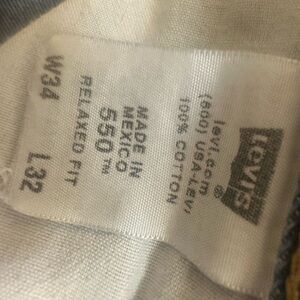 Levi's
levi.com
(800) USA-LEVI
100% COTTON
MADE IN
MEXICO
550™
RELAXED FIT
W34 L32